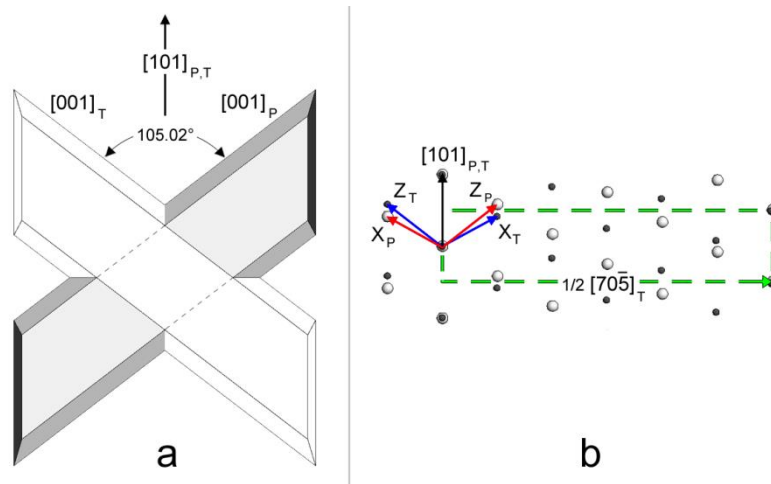 [101]P,T
[001]T
[001]P
105.02°
a
[101]P,T
ZT
ZP
XP
XT
1/2 [705̄]T
b